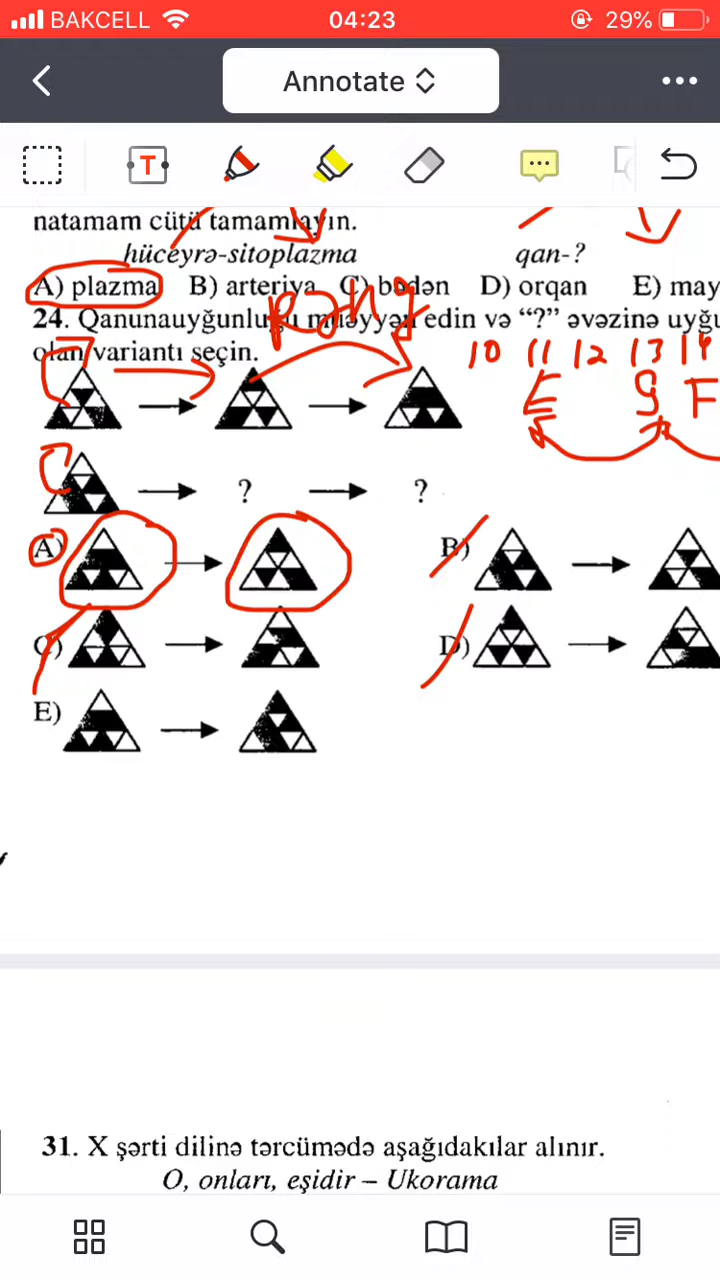 BAKCELL 04:23 29%
Annotate
T
natamam cütü tamamlayın.
hüceyrə-sitoplazma qan-?
A) plazma B) arteriya C) bədən D) orqan E) may
24. Qanunauyğunluğu müəyyən edin və “?” əvəzinə uyğu
rəng
olan variantı seçin.
10 11 12 13 14
E g F
? ?
A) B)
C) D)
E)
31. X şərti dilinə tərcümədə aşağıdakılar alınır.
O, onları, eşidir – Ukorama